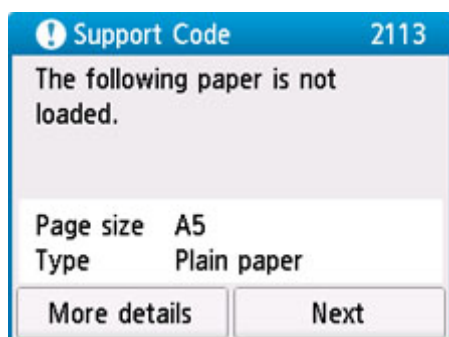 Support Code 2113
The following paper is not
loaded.
Page size A5
Type Plain paper
More details Next